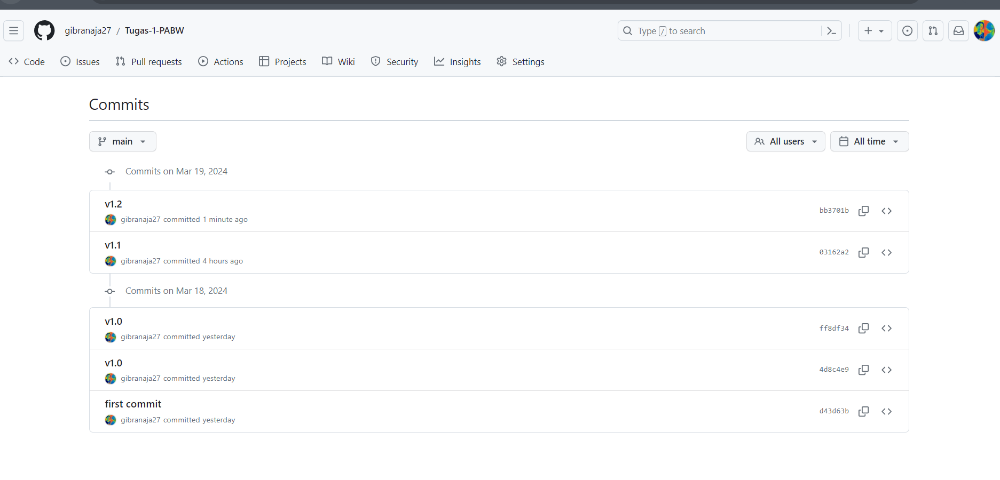 gibranaja27 / Tugas-1-PABW
Type / to search
Code Issues Pull requests Actions Projects Wiki Security Insights Settings
Commits
main All users All time
Commits on Mar 19, 2024
v1.2
gibranaja27 committed 1 minute ago
bb3701b
v1.1
gibranaja27 committed 4 hours ago
03162a2
Commits on Mar 18, 2024
v1.0
gibranaja27 committed yesterday
ff8df34
v1.0
gibranaja27 committed yesterday
4d8c4e9
first commit
gibranaja27 committed yesterday
d43d63b